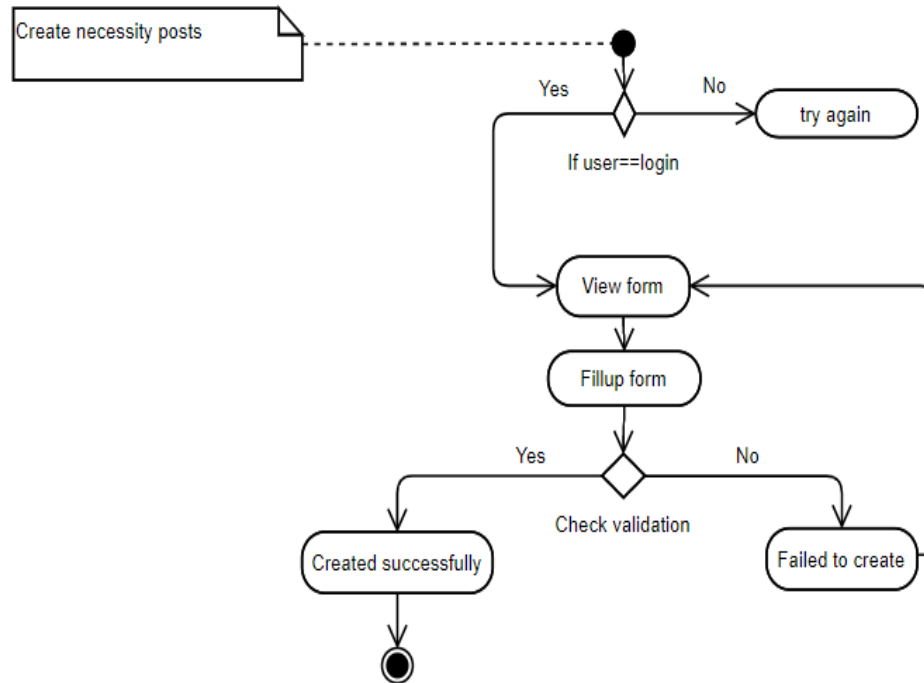 Create necessity posts
Yes
No
try again
If user==login
View form
Fillup form
Yes
No
Check validation
Created successfully
Failed to create